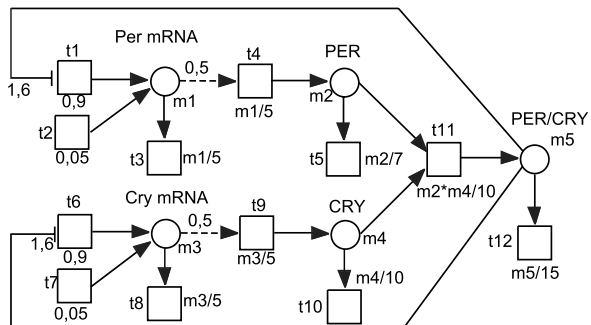 Per mRNA
t1
0,5
t4
PER
1,6
0,9
m1
m1/5
m2
t2
0,05
t3
m1/5
t5
m2/7
t11
m2*m4/10
PER/CRY
m5
t12
m5/15
Cry mRNA
t6
0,5
t9
CRY
1,6
0,9
m3
m3/5
m4
t7
0,05
t8
m3/5
t10
m4/10